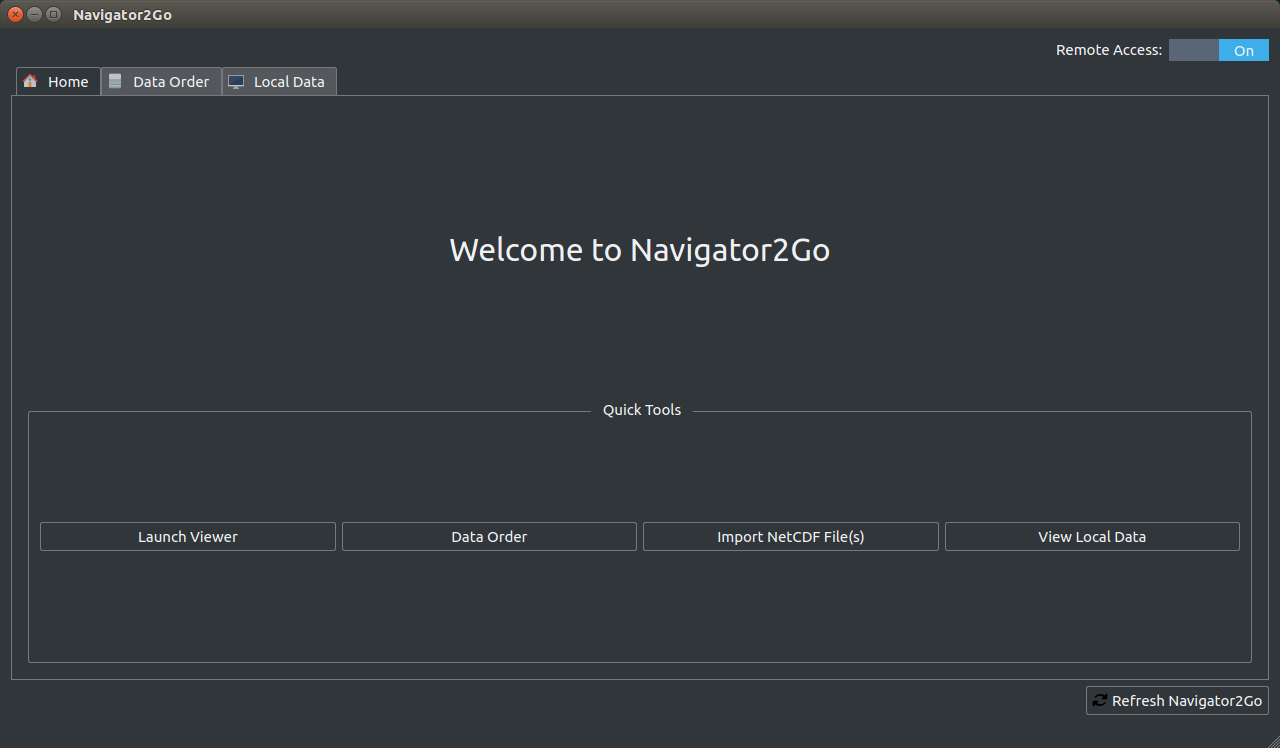 Navigator2Go
Remote Access: On
Home Data Order Local Data
Welcome to Navigator2Go
Quick Tools
Launch Viewer Data Order Import NetCDF File(s) View Local Data
Refresh Navigator2Go